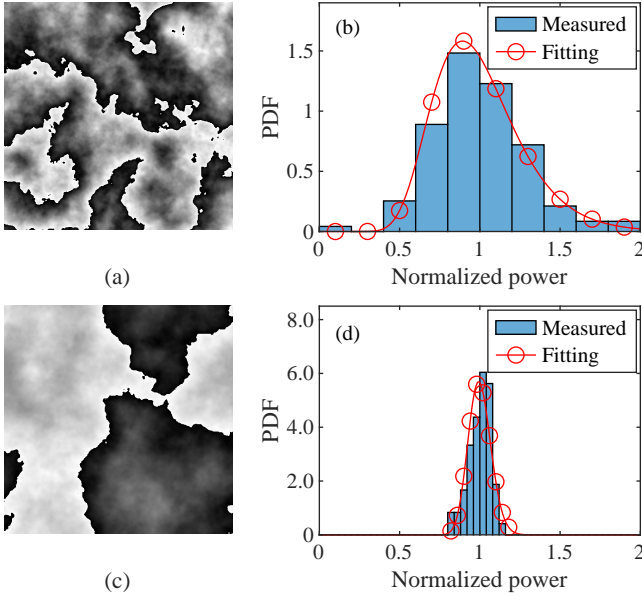 (b)
Measured
Fitting
PDF
1.5
1
0.5
0
0 0.5 1 1.5 2
Normalized power
(a)
(d)
Measured
Fitting
PDF
8.0
6.0
4.0
2.0
0
0 0.5 1 1.5 2
Normalized power
(c)